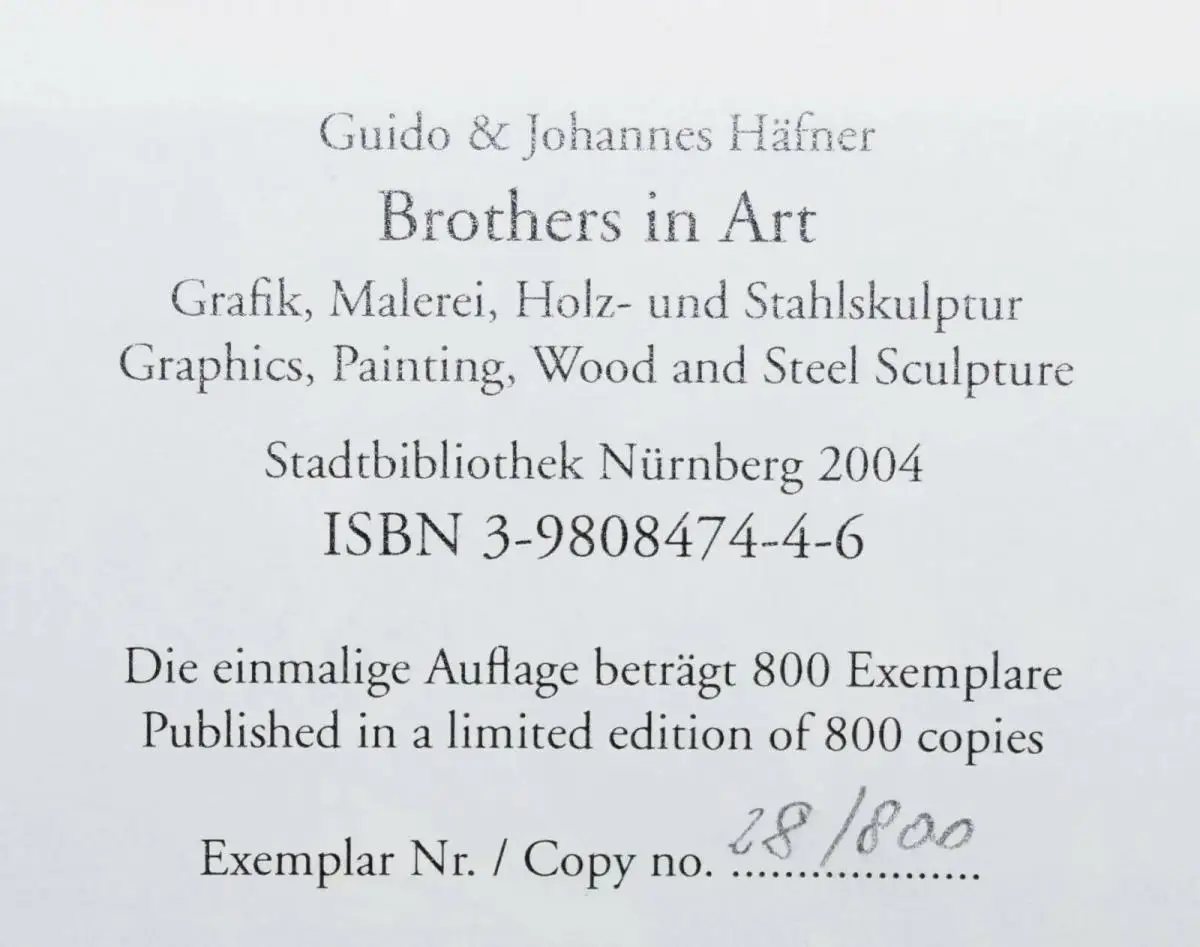 Guido & Johannes Häfner
Brothers in Art
Grafik, Malerei, Holz- und Stahlskulptur
Graphics, Painting, Wood and Steel Sculpture
Stadtbibliothek Nürnberg 2004
ISBN 3-9808474-4-6
Die einmalige Auflage beträgt 800 Exemplare
Published in a limited edition of 800 copies
Exemplar Nr. / Copy no. 28/800